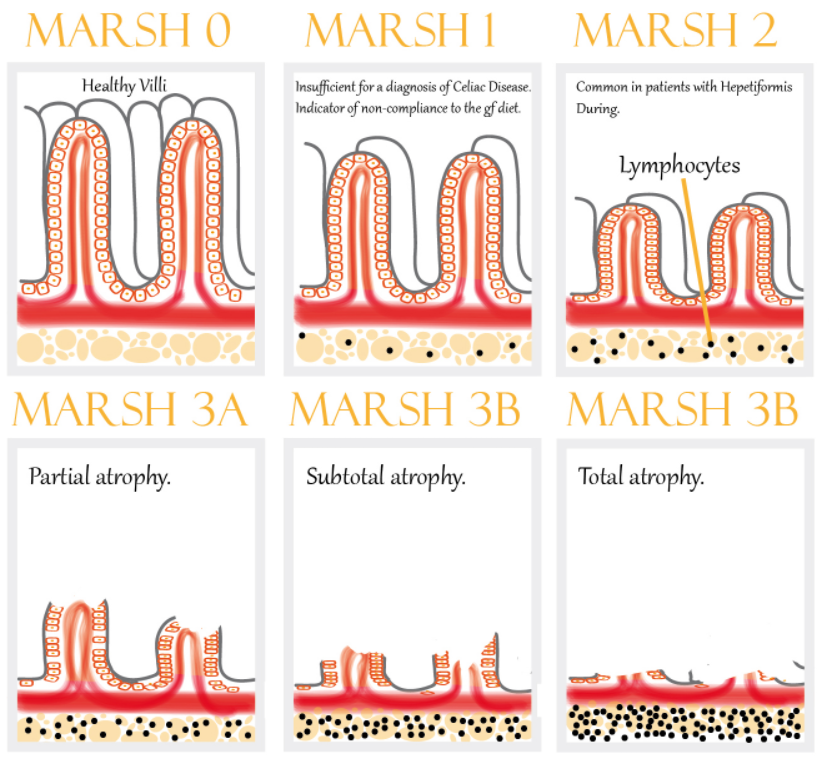 MARSH 0
MARSH 1
MARSH 2
Healthy Villi
Insufficient for a diagnosis of Celiac Disease.
Indicator of non-compliance to the gf diet.
Common in patients with Hepetiformis
During.
Lymphocytes
MARSH 3A
MARSH 3B
MARSH 3B
Partial atrophy.
Subtotal atrophy.
Total atrophy.